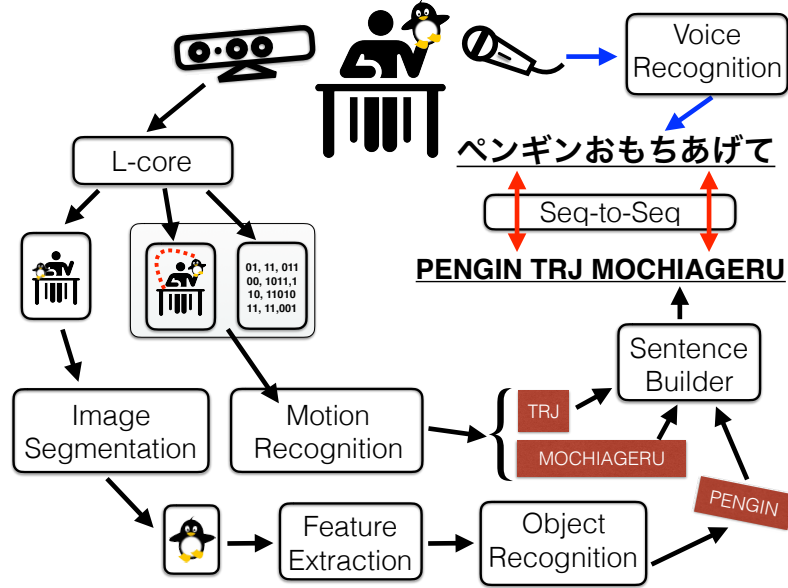 Voice
Recognition
ペンギンおもちあげて
L-core
Seq-to-Seq
01, 11, 011
00, 1011,1
10, 11010
11, 11,001
PENGIN TRJ MOCHIAGERU
Sentence
Builder
Image
Segmentation
Motion
Recognition
TRJ
MOCHIAGERU
PENGIN
Feature
Extraction
Object
Recognition